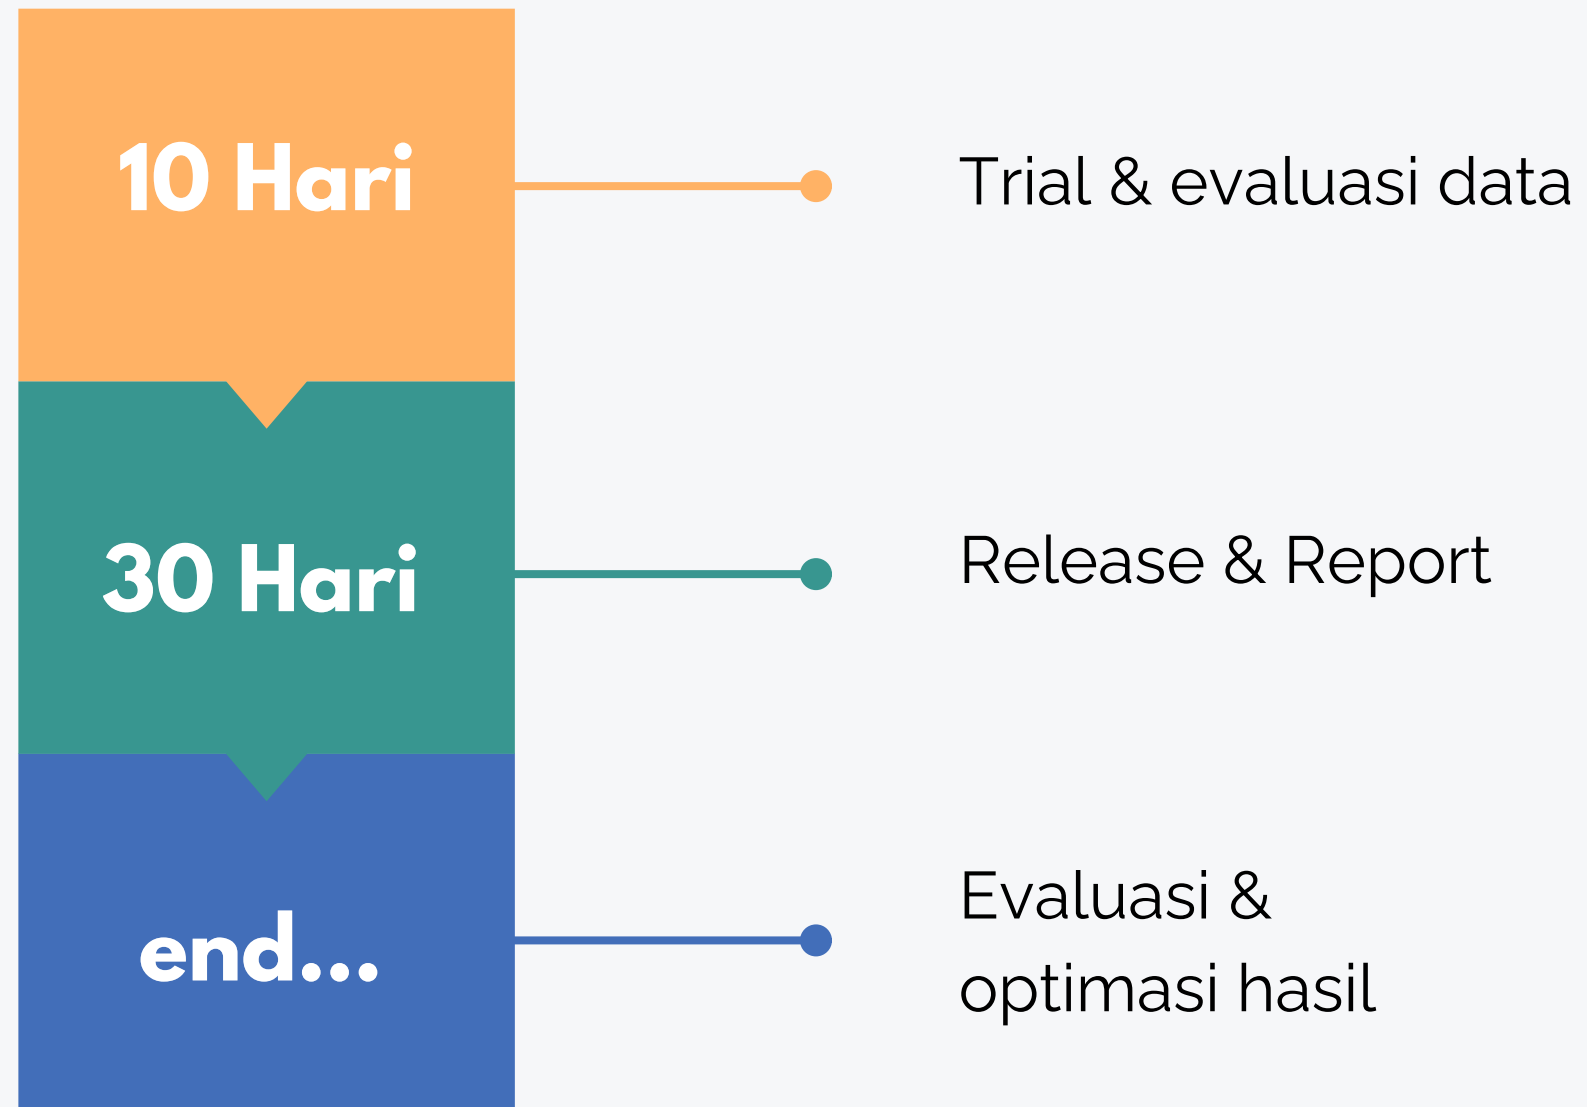 10 Hari
Trial & evaluasi data
30 Hari
Release & Report
end...
Evaluasi &
optimasi hasil